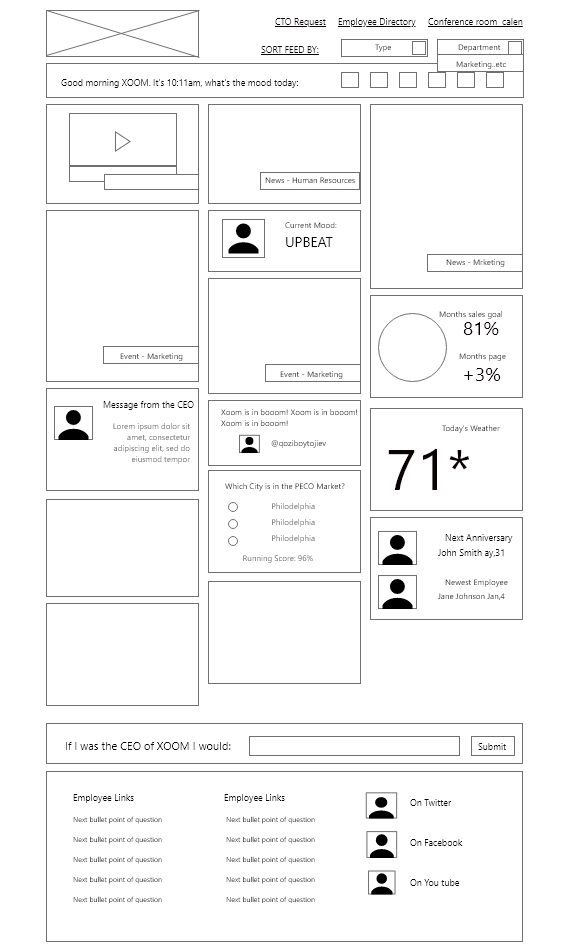 CTO Request Employee Directory Conference room calen
SORT FEED BY: Type Department
Marketing..etc
Good morning XOOM. It's 10:11am, what's the mood today:
News - Human Resources
Current Mood:
UPBEAT
News - Mrketing
Event - Marketing
Event - Marketing
Months sales goal
81%
Months page
+3%
Message from the CEO
Lorem ipsum dolor sit
amet, consectetur
adipiscing elit, sed do
eiusmod tempor
Xoom is in booom! Xoom is in booom!
Xoom is in booom!
@qoziboytojiev
Today's Weather
71*
Which City is in the PECO Market?
Philodelphia
Philodelphia
Philodelphia
Running Score: 96%
Next Anniversary
John Smith ay,31
Newest Employee
Jane Johnson Jan,4
If I was the CEO of XOOM I would: Submit
Employee Links
Next bullet point of question
Next bullet point of question
Next bullet point of question
Next bullet point of question
Next bullet point of question
Employee Links
Next bullet point of question
Next bullet point of question
Next bullet point of question
Next bullet point of question
Next bullet point of question
On Twitter
On Facebook
On You tube